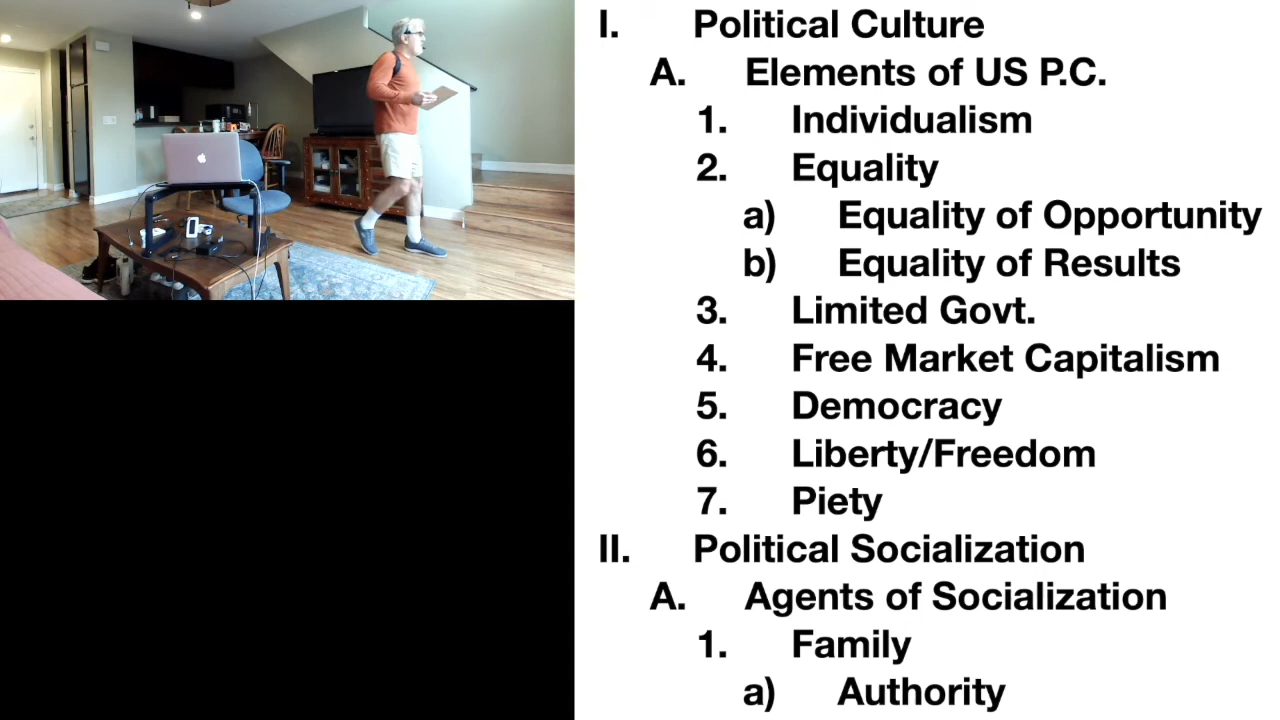 I. Political Culture
A. Elements of US P.C.
1. Individualism
2. Equality
a) Equality of Opportunity
b) Equality of Results
3. Limited Govt.
4. Free Market Capitalism
5. Democracy
6. Liberty/Freedom
7. Piety
II. Political Socialization
A. Agents of Socialization
1. Family
a) Authority